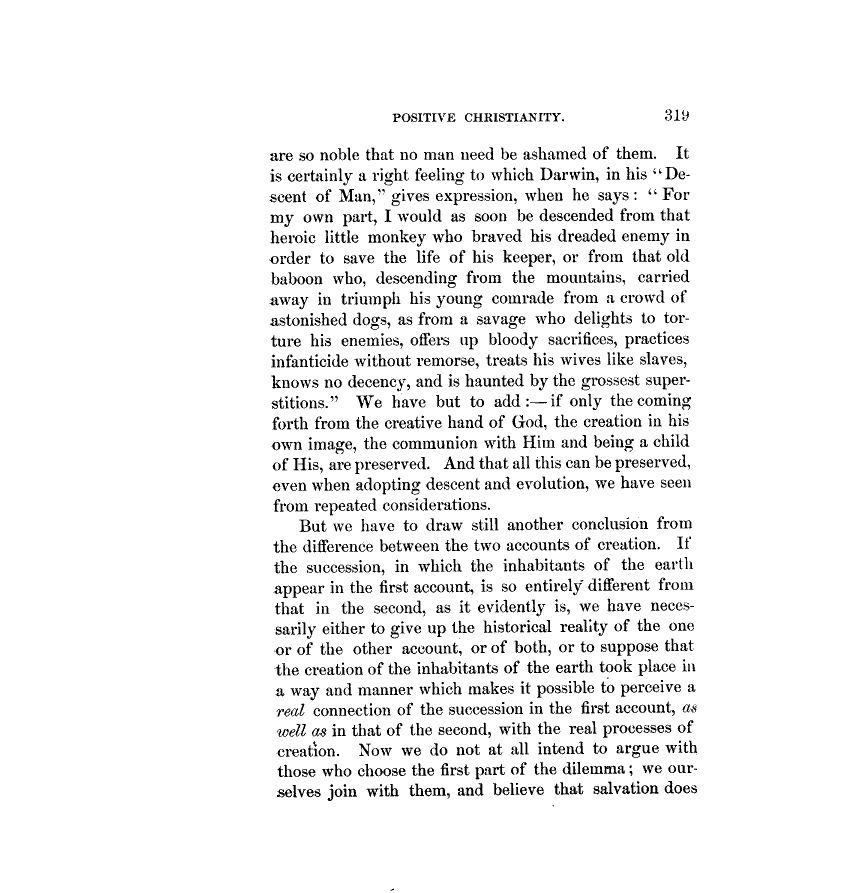 POSITIVE CHRISTIANITY. 319
are so noble that no man need be ashamed of them. It
is certainly a right feeling to which Darwin, in his “De-
scent of Man,” gives expression, when he says: “For
my own part, I would as soon be descended from that
heroic little monkey who braved his dreaded enemy in
order to save the life of his keeper, or from that old
baboon who, descending from the mountains, carried
away in triumph his young comrade from a crowd of
astonished dogs, as from a savage who delights to tor-
ture his enemies, offers up bloody sacrifices, practices
infanticide without remorse, treats his wives like slaves,
knows no decency, and is haunted by the grossest super-
stitions.” We have but to add:—if only the coming
forth from the creative hand of God, the creation in his
own image, the communion with Him and being a child
of His, are preserved. And that all this can be preserved,
even when adopting descent and evolution, we have seen
from repeated considerations.
But we have to draw still another conclusion from
the difference between the two accounts of creation. If
the succession, in which the inhabitants of the earth
appear in the first account, is so entirely different from
that in the second, as it evidently is, we have neces-
sarily either to give up the historical reality of the one
or of the other account, or of both, or to suppose that
the creation of the inhabitants of the earth took place in
a way and manner which makes it possible to perceive a
real connection of the succession in the first account, as
well as in that of the second, with the real processes of
creation. Now we do not at all intend to argue with
those who choose the first part of the dilemma; we our-
selves join with them, and believe that salvation does